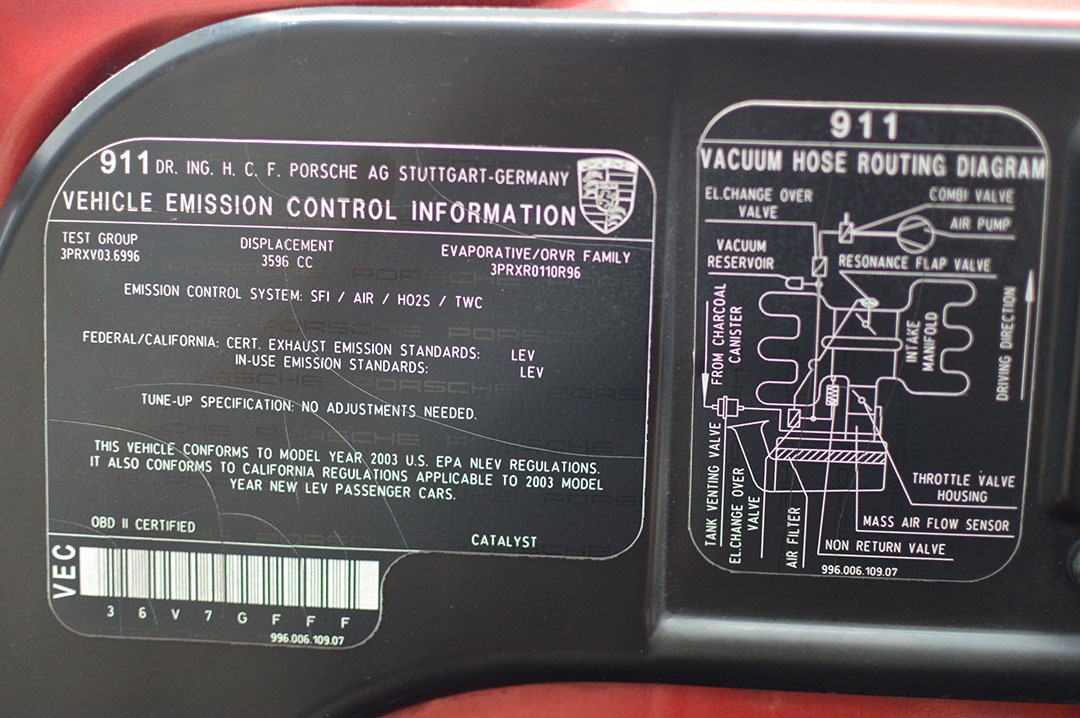 911 DR. ING. H. C. F. PORSCHE AG STUTTGART-GERMANY
VEHICLE EMISSION CONTROL INFORMATION
TEST GROUP
3PRXV03.6996
DISPLACEMENT
3596 CC
EVAPORATIVE/ORVR FAMILY
3PRXR0110R96
EMISSION CONTROL SYSTEM: SFI / AIR / HO2S / TWC
FEDERAL/CALIFORNIA: CERT. EXHAUST EMISSION STANDARDS: LEV
IN-USE EMISSION STANDARDS: LEV
TUNE-UP SPECIFICATION: NO ADJUSTMENTS NEEDED.
THIS VEHICLE CONFORMS TO MODEL YEAR 2003 U.S. EPA NLEV REGULATIONS.
IT ALSO CONFORMS TO CALIFORNIA REGULATIONS APPLICABLE TO 2003 MODEL
YEAR NEW LEV PASSENGER CARS.
OBD II CERTIFIED
CATALYST
VEC
3 6 V 7 G F F F
996.006.109.07
911
VACUUM HOSE ROUTING DIAGRAM
EL.CHANGE OVER
VALVE
COMBI VALVE
AIR PUMP
VACUUM
RESERVOIR
RESONANCE FLAP VALVE
FROM CHARCOAL
CANISTER
INTAKE
MANIFOLD
DRIVING DIRECTION
TANK VENTING VALVE
EL.CHANGE OVER
VALVE
AIR FILTER
THROTTLE VALVE
HOUSING
MASS AIR FLOW SENSOR
NON RETURN VALVE
996.006.109.07